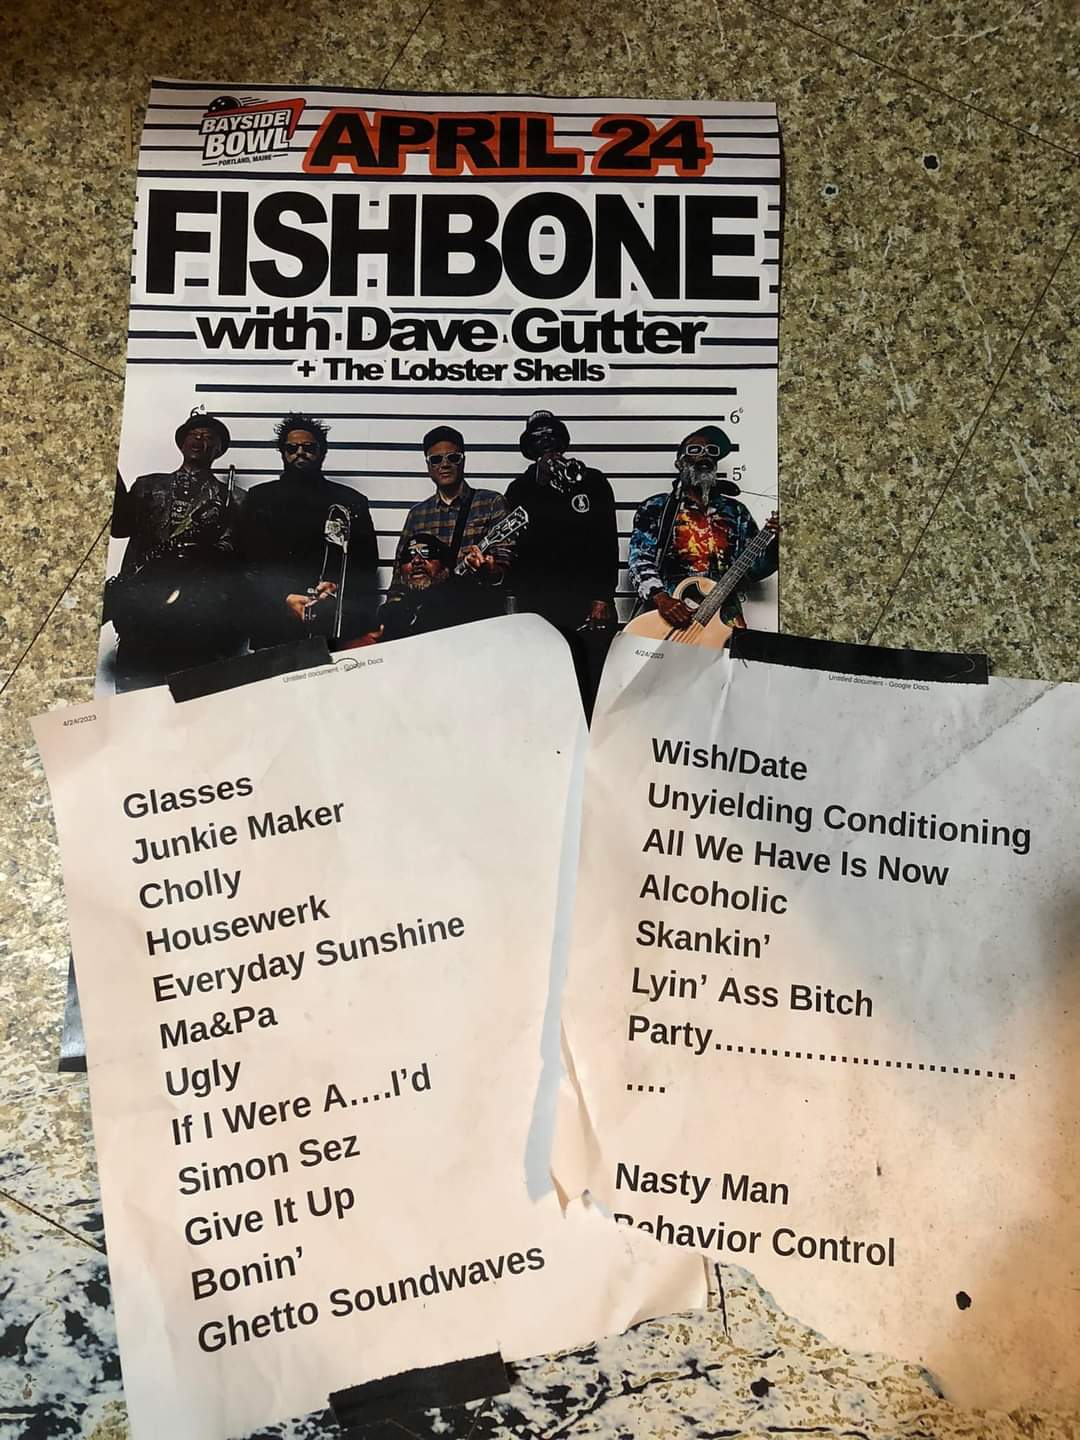 BAYSIDE
BOWL
PORTLAND, MAINE
APRIL 24
FISHBONE
with Dave Gutter
+ The Lobster Shells
6⁶
6⁶
5⁶
4/24/2023
Untitled document - Google Docs
Glasses
Junkie Maker
Cholly
Housewerk
Everyday Sunshine
Ma&Pa
Ugly
If I Were A....I’d
Simon Sez
Give It Up
Bonin’
Ghetto Soundwaves
4/24/2023
Untitled document - Google Docs
Wish/Date
Unyielding Conditioning
All We Have Is Now
Alcoholic
Skankin’
Lyin’ Ass Bitch
Party...........................
....
Nasty Man
Behavior Control